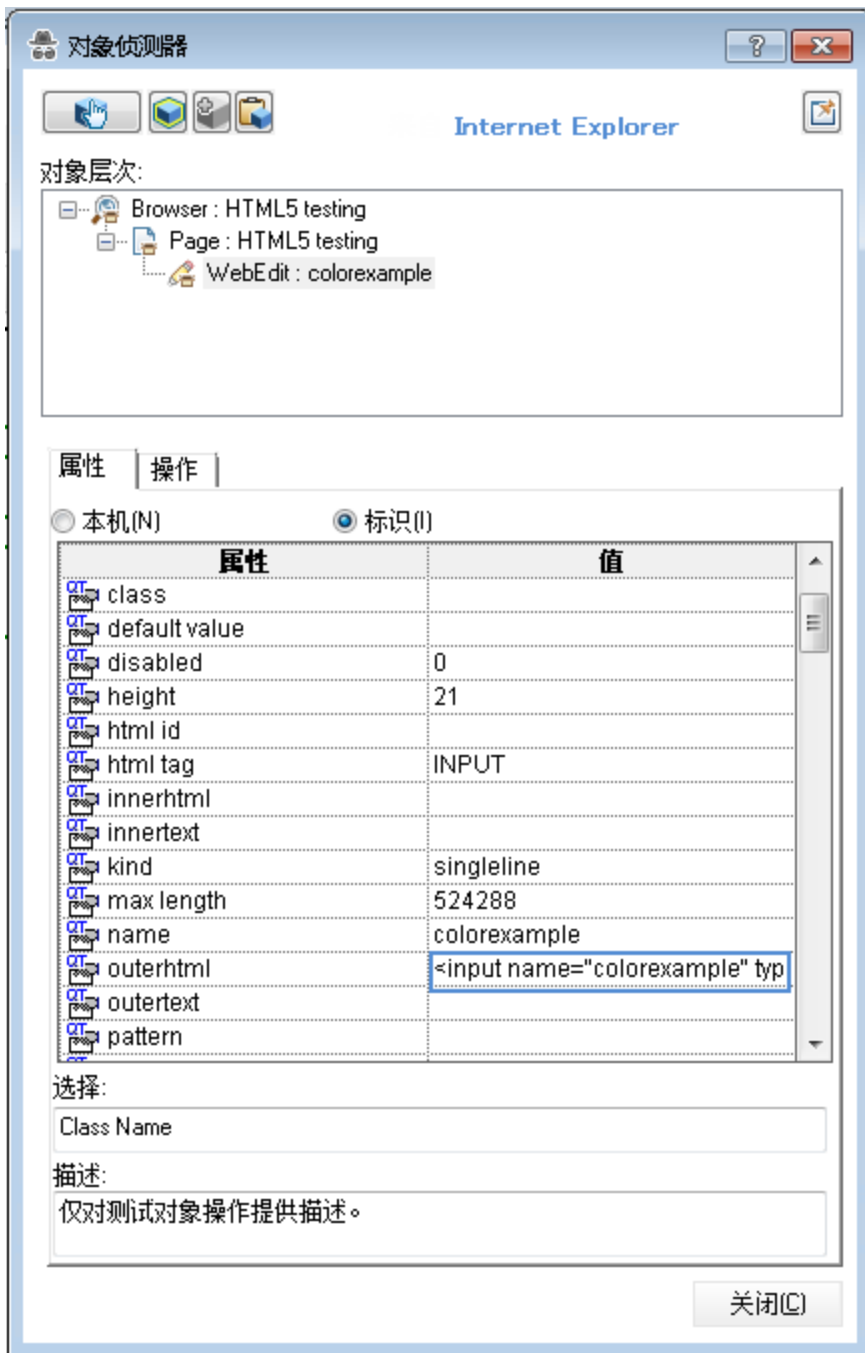 对象侦测器
Internet Explorer
对象层次:
Browser : HTML5 testing
Page : HTML5 testing
WebEdit : colorexample
属性 操作
本机(N) 标识(I)
属性 值
class
default value
disabled 0
height 21
html id
html tag INPUT
innerhtml
innertext
kind singleline
max length 524288
name colorexample
outerhtml <input name="colorexample" typ
outertext
pattern
选择:
Class Name
描述:
仅对测试对象操作提供描述。
关闭(C)